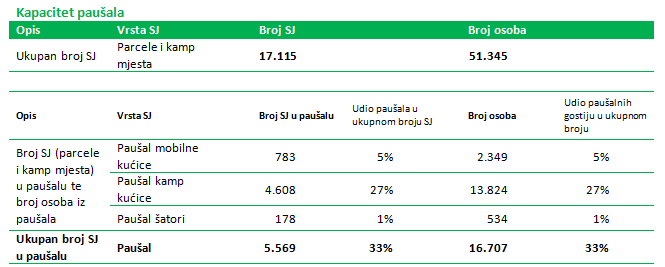 Kapacitet paušala
Opis Vrsta SJ Broj SJ Broj osoba
Ukupan broj SJ Parcele i kamp mjesta 17.115 51.345
Opis Vrsta SJ Broj SJ u paušalu Udio paušala u ukupnom broju SJ Broj osoba Udio paušalnih gostiju u ukupnom broju
Broj SJ (parcele i kamp mjesta) u paušalu te broj osoba iz paušala
Paušal mobilne kućice 783 5% 2.349 5%
Paušal kamp kućice 4.608 27% 13.824 27%
Paušal šatori 178 1% 534 1%
Ukupan broj SJ u paušalu Paušal 5.569 33% 16.707 33%